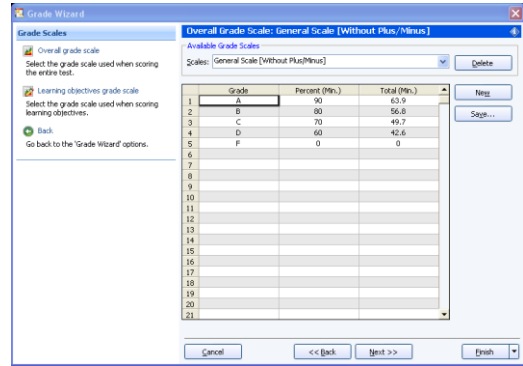 Grade Wizard
Grade Scales
Overall grade scale
Select the grade scale used when scoring
the entire test.
Learning objectives grade scale
Select the grade scale used when scoring
learning objectives.
Back
Go back to the 'Grade Wizard' options.
Overall Grade Scale: General Scale [Without Plus/Minus]
Available Grade Scales
Scales: General Scale [Without Plus/Minus]
Delete
Grade Percent (Min.) Total (Min.)
1 A 90 63.9
2 B 80 56.8
3 C 70 49.7
4 D 60 42.6
5 F 0 0
6
7
8
9
10
11
12
13
14
15
16
17
18
19
20
21
New
Save...
Cancel << Back Next >> Finish